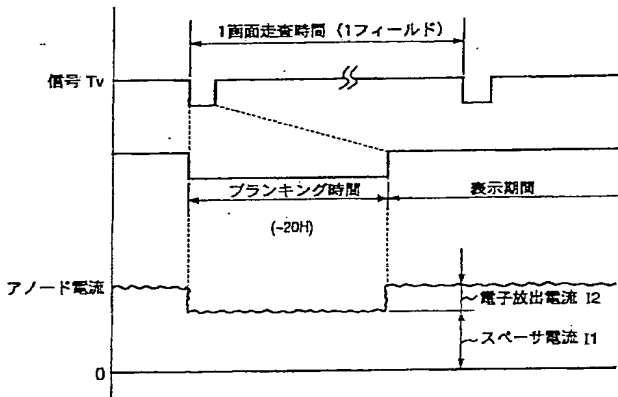 1画面走査時間 (1フィールド)
信号 Tv
ブランキング時間
表示期間
(~20H)
アノード電流
電子放出電流 I2
スペーサ電流 I1
0